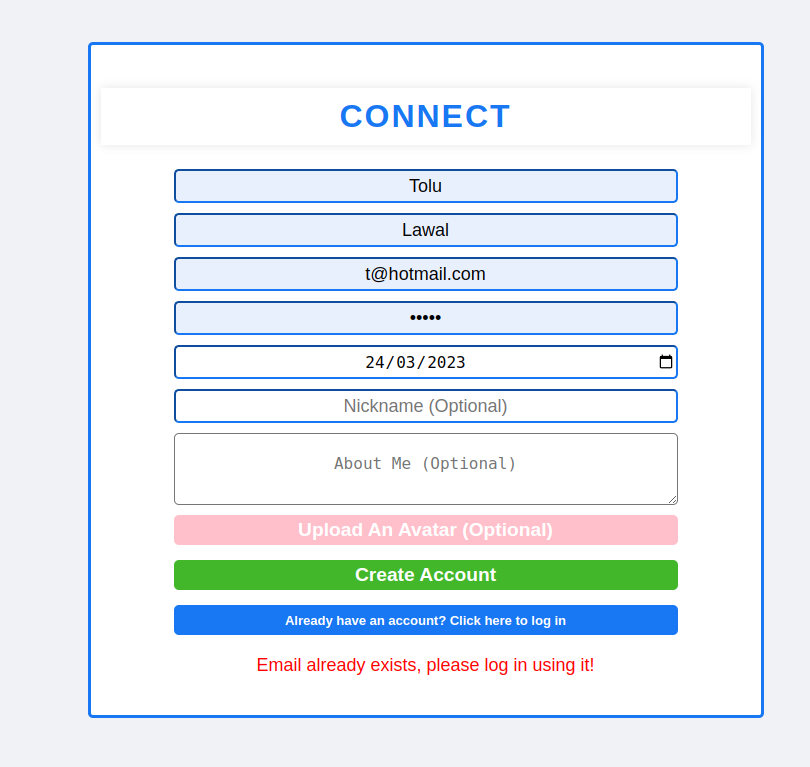 CONNECT
Tolu
Lawal
t@hotmail.com
•••••
24/03/2023
Nickname (Optional)
About Me (Optional)
Upload An Avatar (Optional)
Create Account
Already have an account? Click here to log in
Email already exists, please log in using it!